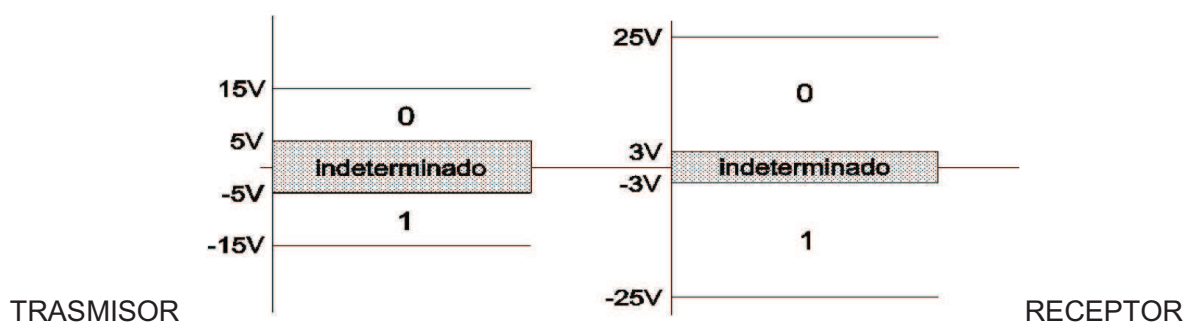 25V
15V
0
0
5V
3V
indeterminado
indeterminado
-3V
-5V
1
1
-15V
-25V
TRASMISOR
RECEPTOR